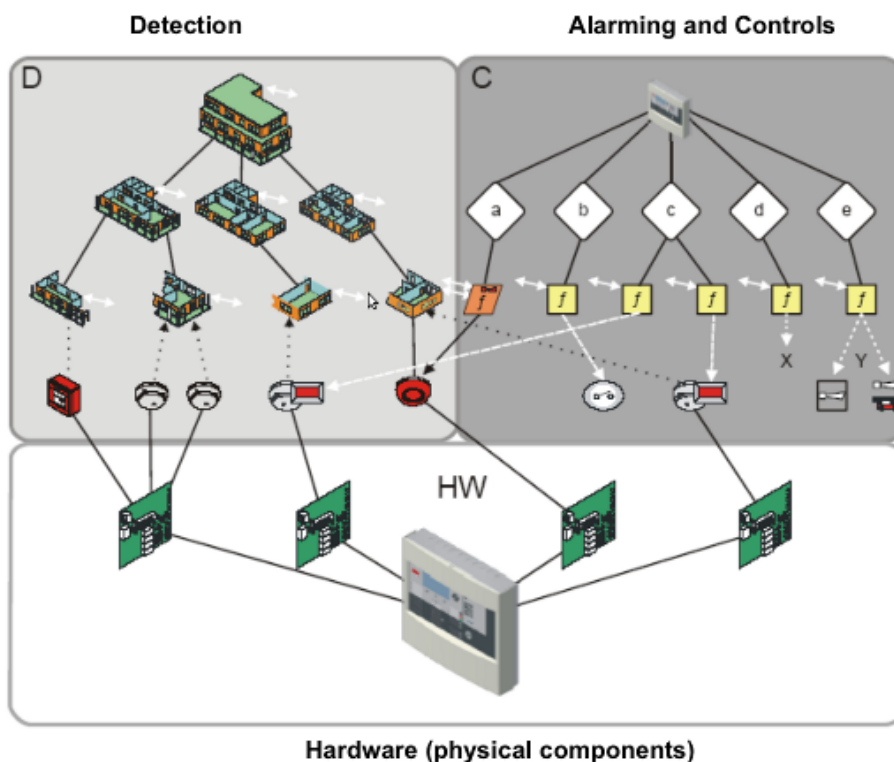 Detection
Alarming and Controls
D
C
a
b
c
d
e
f
f
f
f
f
f
X
Y
HW
Hardware (physical components)